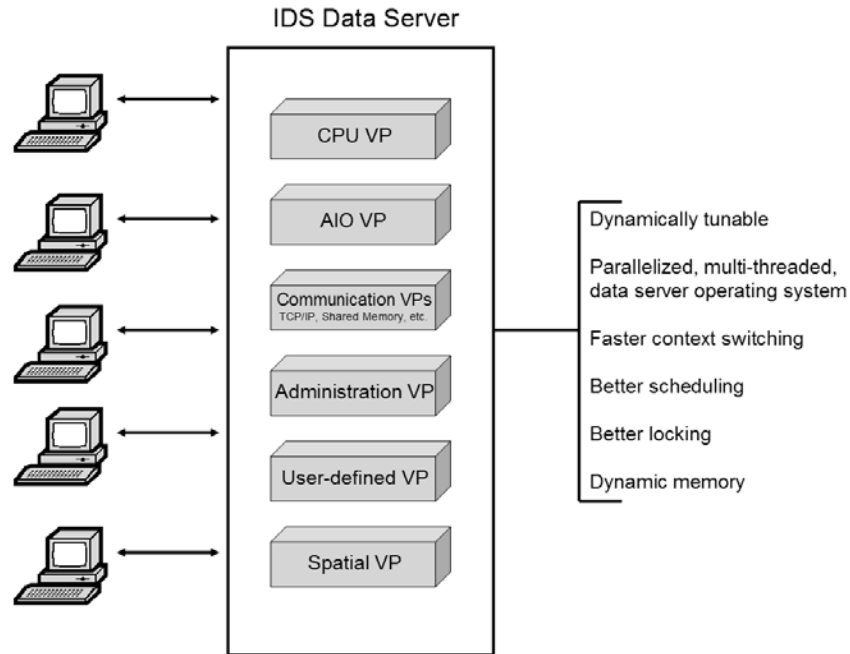 IDS Data Server
CPU VP
AIO VP
Communication VPs
TCP/IP, Shared Memory, etc.
Administration VP
User-defined VP
Spatial VP
Dynamically tunable
Parallelized, multi-threaded,
data server operating system
Faster context switching
Better scheduling
Better locking
Dynamic memory